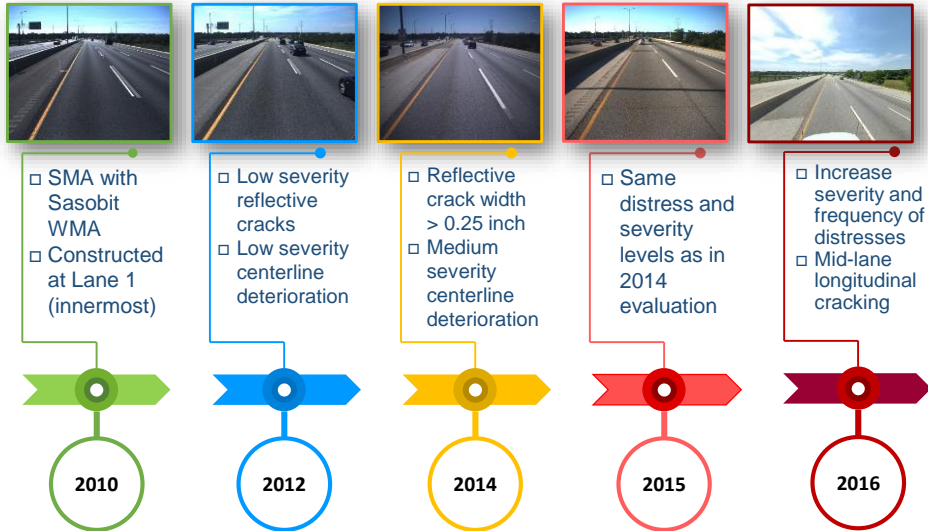 □ SMA with
Sasobit
WMA
□ Constructed
at Lane 1
(innermost)
□ Low severity
reflective
cracks
□ Low severity
centerline
deterioration
□ Reflective
crack width
> 0.25 inch
□ Medium
severity
centerline
deterioration
□ Same
distress and
severity
levels as in
2014
evaluation
□ Increase
severity and
frequency of
distresses
□ Mid-lane
longitudinal
cracking
2010
2012
2014
2015
2016